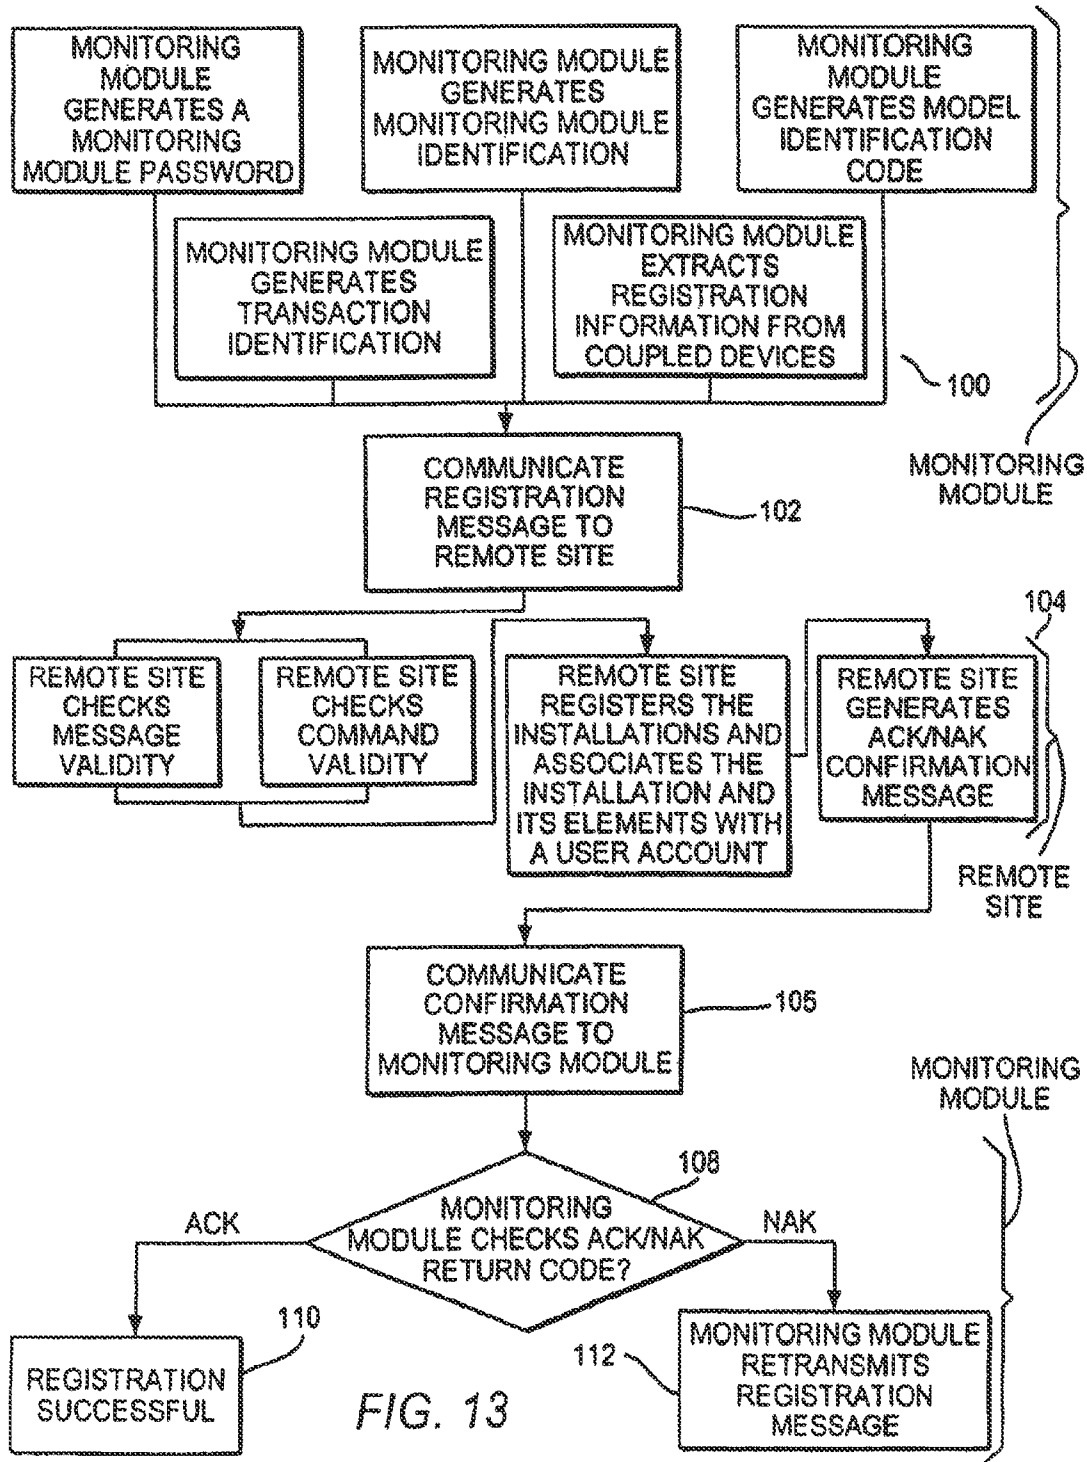 MONITORING
MODULE
GENERATES A
MONITORING
MODULE PASSWORD
MONITORING MODULE
GENERATES
MONITORING MODULE
IDENTIFICATION
MONITORING
MODULE
GENERATES MODEL
IDENTIFICATION
CODE
MONITORING MODULE
GENERATES
TRANSACTION
IDENTIFICATION
MONITORING MODULE
EXTRACTS
REGISTRATION
INFORMATION FROM
COUPLED DEVICES
100
MONITORING
MODULE
COMMUNICATE
REGISTRATION
MESSAGE TO
REMOTE SITE
102
104
REMOTE SITE
CHECKS
MESSAGE
VALIDITY
REMOTE SITE
CHECKS
COMMAND
VALIDITY
REMOTE SITE
REGISTERS THE
INSTALLATIONS AND
ASSOCIATES THE
INSTALLATION AND
ITS ELEMENTS WITH
A USER ACCOUNT
REMOTE SITE
GENERATES
ACK/NAK
CONFIRMATION
MESSAGE
REMOTE
SITE
COMMUNICATE
CONFIRMATION
MESSAGE TO
MONITORING MODULE
106
MONITORING
MODULE
108
MONITORING
MODULE CHECKS ACK/NAK
RETURN CODE?
ACK
NAK
110
REGISTRATION
SUCCESSFUL
112
MONITORING MODULE
RETRANSMITS
REGISTRATION
MESSAGE
FIG. 13